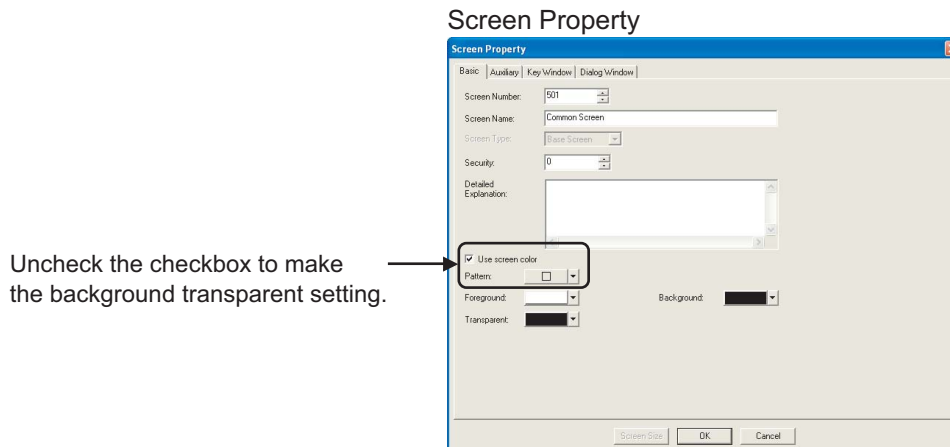 Screen Property
Screen Property
Basic Auxiliary Key Window Dialog Window
Screen Number: 501
Screen Name: Common Screen
Screen Type: Base Screen
Security: 0
Detailed
Explanation:
Uncheck the checkbox to make
the background transparent setting.
Use screen color
Pattern:
Foreground: Background:
Transparent:
Screen Size OK Cancel